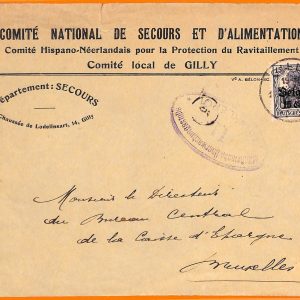 COMITÉ NATIONAL DE SECOURS ET D'ALIMENTATION
Comité Hispano-Néerlandais pour la Protection du Ravitaillement
Comité local de GILLY
Département: SECOURS
Chaussée de Lodelinsart, 14, Gilly
Monsieur le Directeur
du Bureau Central
de la Caisse d'Epargne
Bruxelles